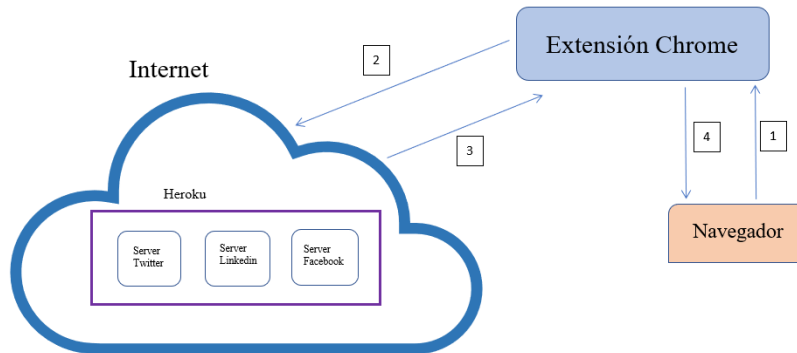 Extensión Chrome
2
Internet
4
1
3
Heroku
Navegador
Server
Twitter
Server
Linkedin
Server
Facebook